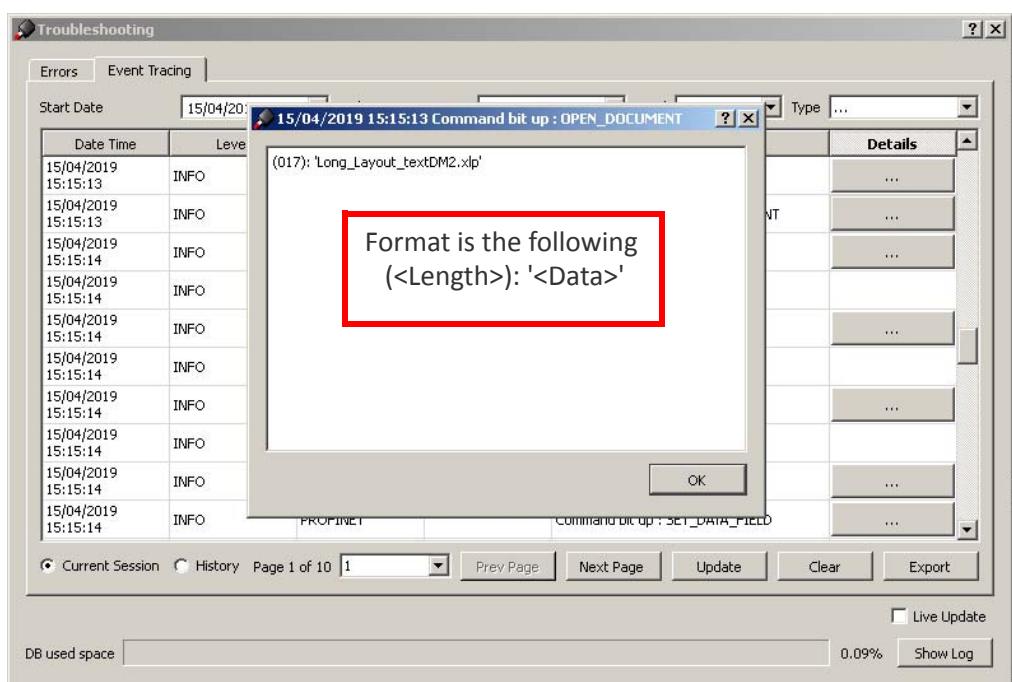 Troubleshooting
Errors Event Tracing
Start Date 15/04/20 Type ...
15/04/2019 15:15:13 Command bit up : OPEN_DOCUMENT
(017): 'Long_Layout_textDM2.xlp'
Format is the following
(<Length>): '<Data>'
OK
Date Time Leve Details
15/04/2019
15:15:13 INFO ...
15/04/2019
15:15:13 INFO NT ...
15/04/2019
15:15:14 INFO ...
15/04/2019
15:15:14 INFO
15/04/2019
15:15:14 INFO ...
15/04/2019
15:15:14 INFO
15/04/2019
15:15:14 INFO ...
15/04/2019
15:15:14 INFO
15/04/2019
15:15:14 INFO ...
15/04/2019
15:15:14 INFO PROFINET Command bit up : SET_DATA_FIELD ...
Current Session History Page 1 of 10 1 Prev Page Next Page Update Clear Export
Live Update
DB used space 0.09% Show Log